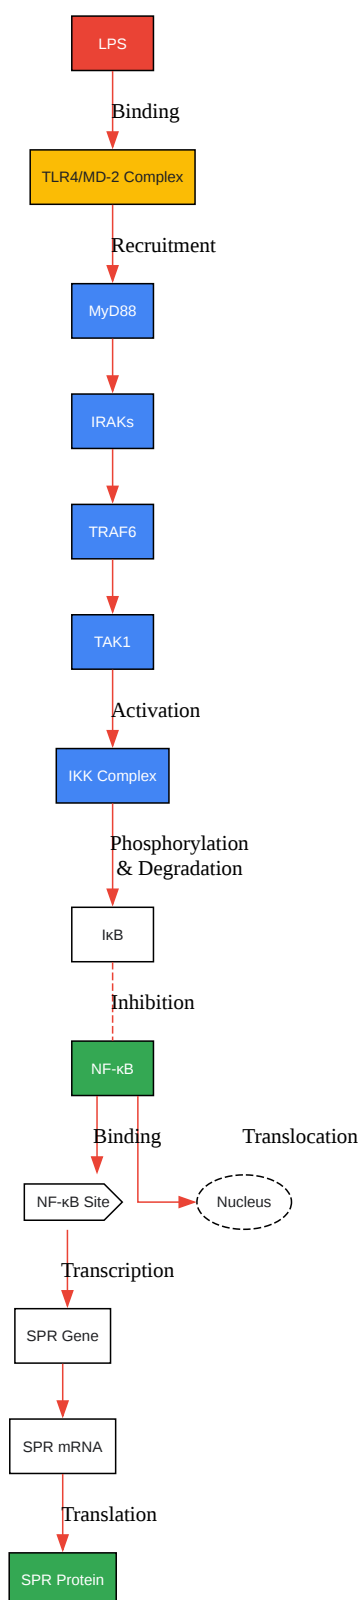 LPS
Binding
TLR4/MD-2 Complex
Recruitment
MyD88
IRAKs
TRAF6
TAK1
Activation
IKK Complex
Phosphorylation
& Degradation
IκB
Inhibition
NF-κB
Binding
Translocation
NF-κB Site
Nucleus
Transcription
SPR Gene
SPR mRNA
Translation
SPR Protein